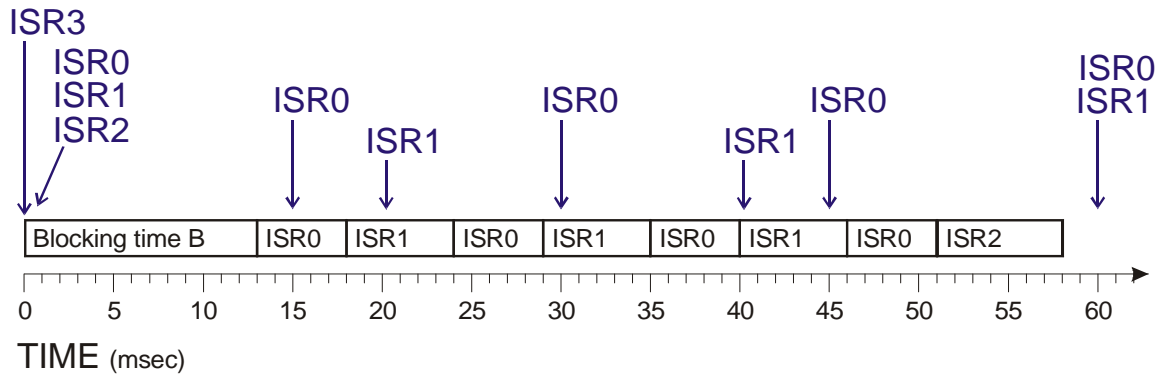 ISR3
ISR0
ISR1
ISR2
ISR0
ISR1
ISR0
ISR1
ISR0
ISR0
ISR1
Blocking time B ISR0 ISR1 ISR0 ISR1 ISR0 ISR1 ISR0 ISR2
0 5 10 15 20 25 30 35 40 45 50 55 60
TIME (msec)